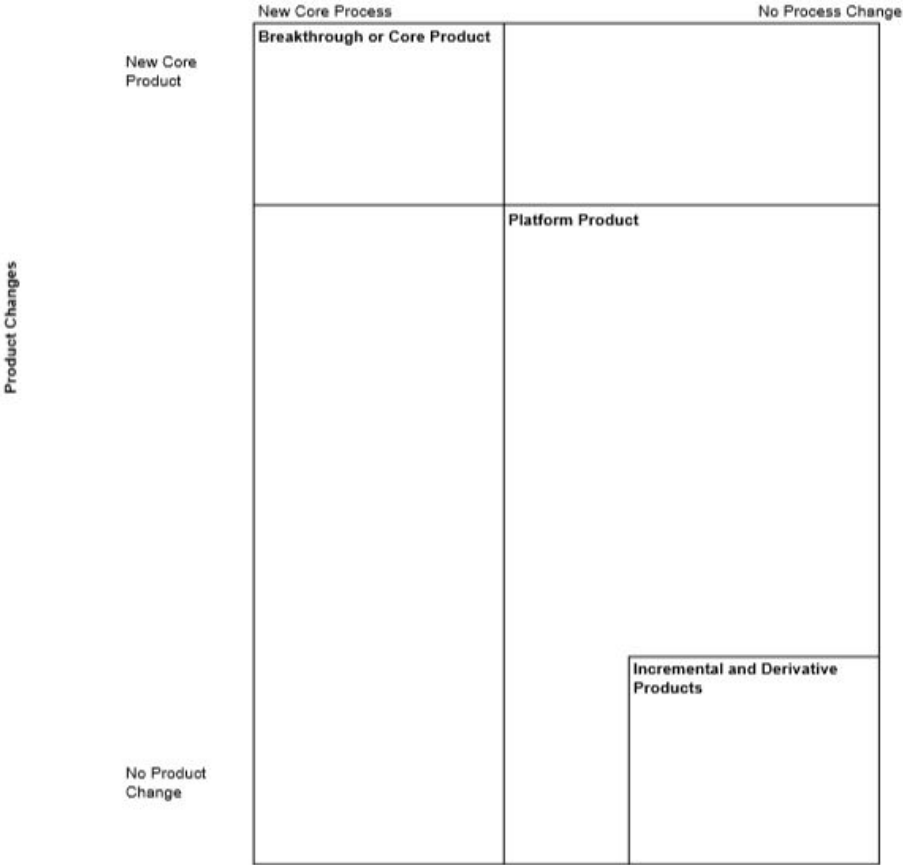 New Core Process
No Process Change
Breakthrough or Core Product
New Core
Product
Platform Product
Product Changes
Incremental and Derivative
Products
No Product
Change